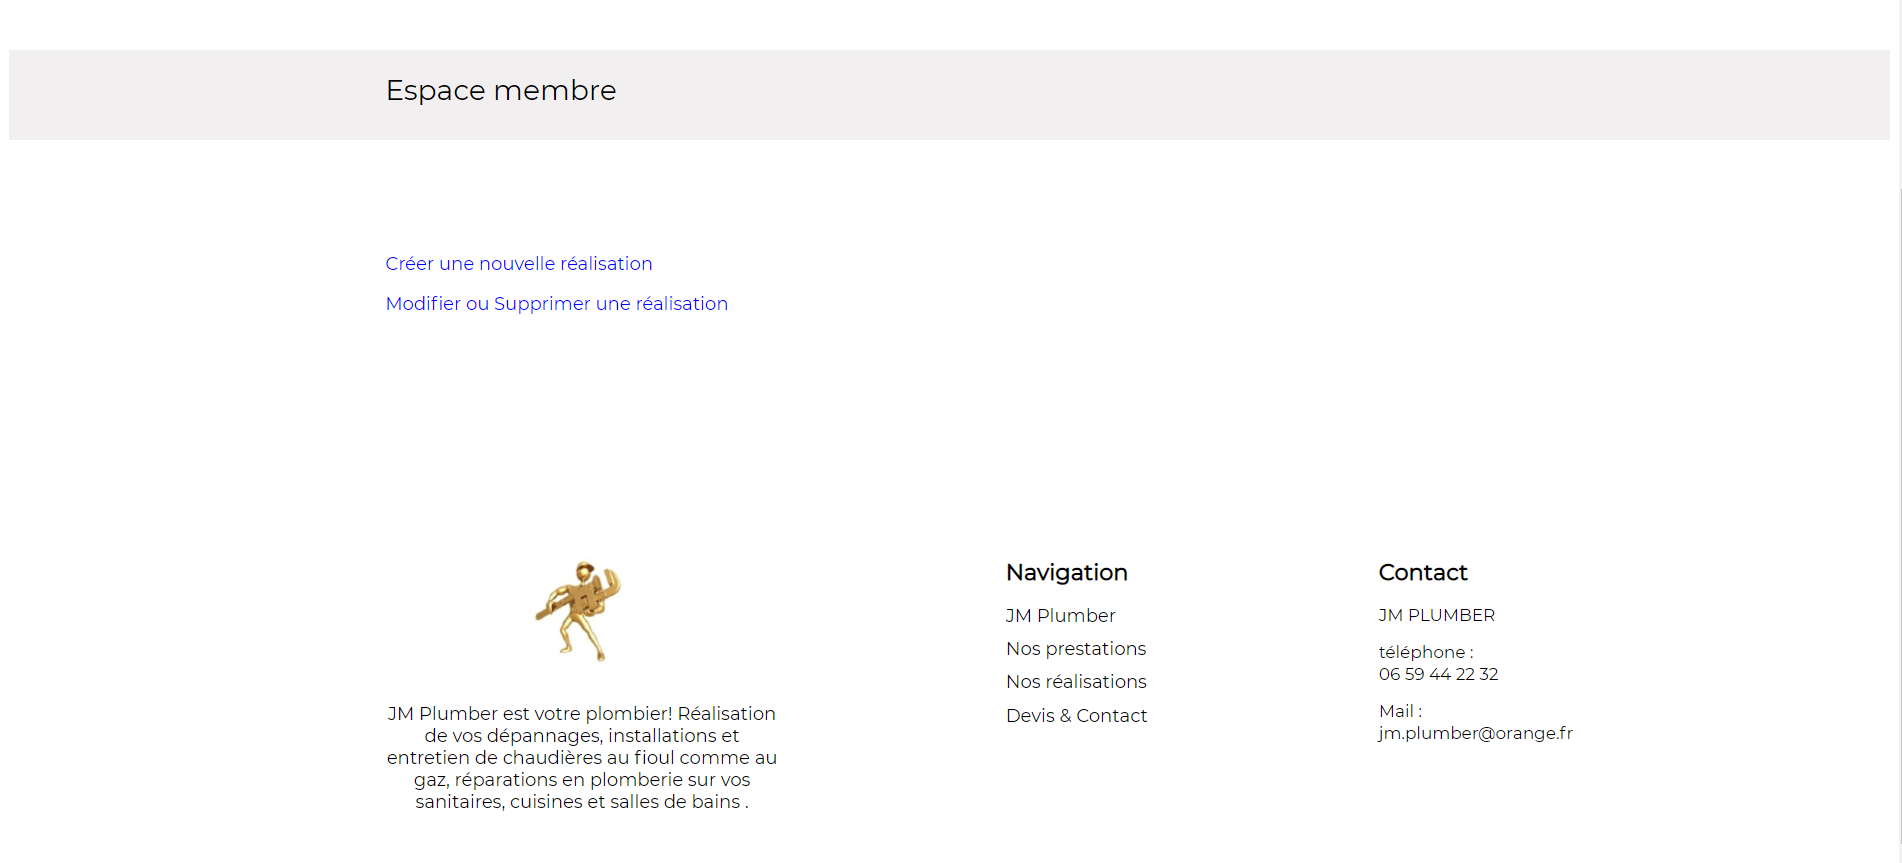 Espace membre
Créer une nouvelle réalisation
Modifier ou Supprimer une réalisation
JM Plumber est votre plombier! Réalisation
de vos dépannages, installations et
entretien de chaudières au fioul comme au
gaz, réparations en plomberie sur vos
sanitaires, cuisines et salles de bains .
Navigation
JM Plumber
Nos prestations
Nos réalisations
Devis & Contact
Contact
JM PLUMBER
téléphone :
06 59 44 22 32
Mail :
jm.plumber@orange.fr